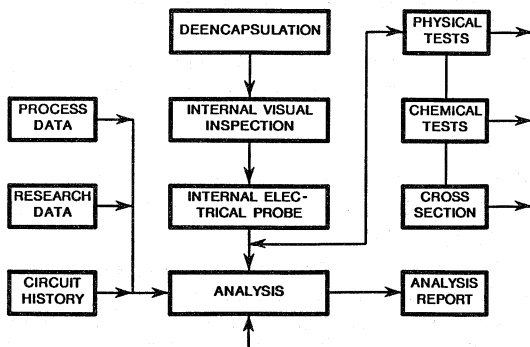 DEENCAPSULATION
PHYSICAL
TESTS
PROCESS
DATA
INTERNAL VISUAL
INSPECTION
CHEMICAL
TESTS
RESEARCH
DATA
INTERNAL ELEC-
TRICAL PROBE
CROSS
SECTION
CIRCUIT
HISTORY
ANALYSIS
ANALYSIS
REPORT